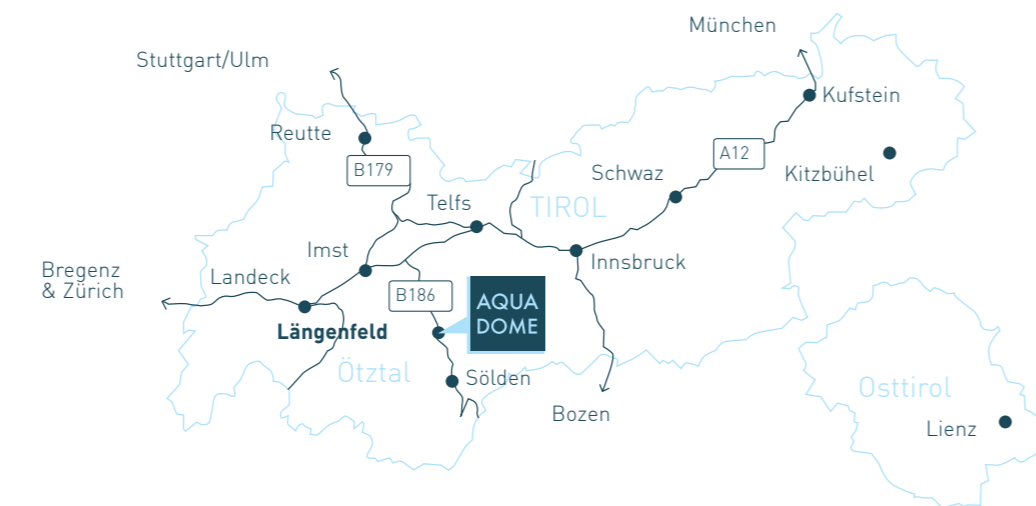 München
Stuttgart/Ulm
Kufstein
Reutte
A12
B179
Schwaz
Kitzbühel
Telfs
TIROL
Imst
Innsbruck
Bregenz
& Zürich
Landeck
B186
AQUA
DOME
Längenfeld
Ötztal
Sölden
Osttirol
Bozen
Lienz